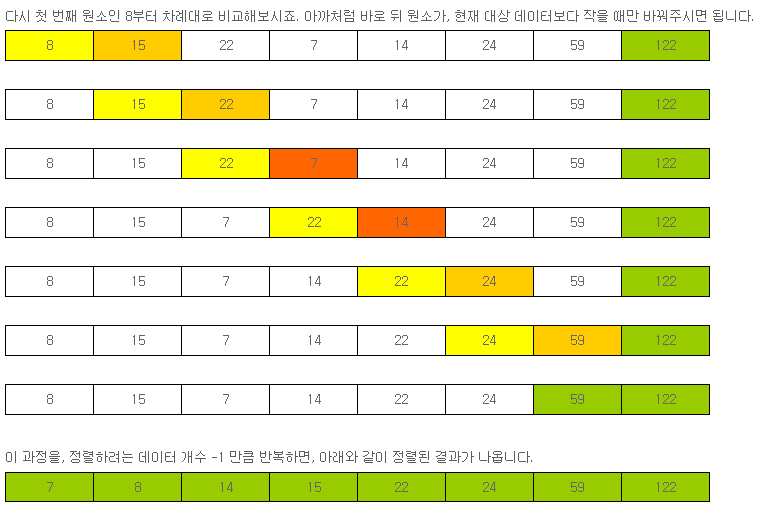 다시 첫 번째 원소인 8부터 차례대로 비교해보시죠. 아까처럼 바로 뒤 원소가, 현재 대상 데이터보다 작을 때만 바꿔주시면 됩니다.
8 15 22 7 14 24 59 122
8 15 22 7 14 24 59 122
8 15 22 7 14 24 59 122
8 15 7 22 14 24 59 122
8 15 7 14 22 24 59 122
8 15 7 14 22 24 59 122
8 15 7 14 22 24 59 122
이 과정을, 정렬하려는 데이터 개수 -1 만큼 반복하면, 아래와 같이 정렬된 결과가 나옵니다.
7 8 14 15 22 24 59 122